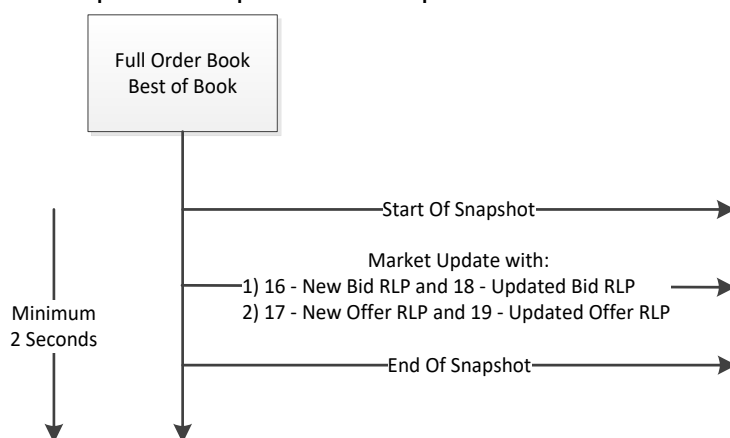 Full Order Book
Best of Book
Start Of Snapshot
Market Update with:
1) 16 - New Bid RLP and 18 - Updated Bid RLP
2) 17 - New Offer RLP and 19 - Updated Offer RLP
Minimum
2 Seconds
End Of Snapshot